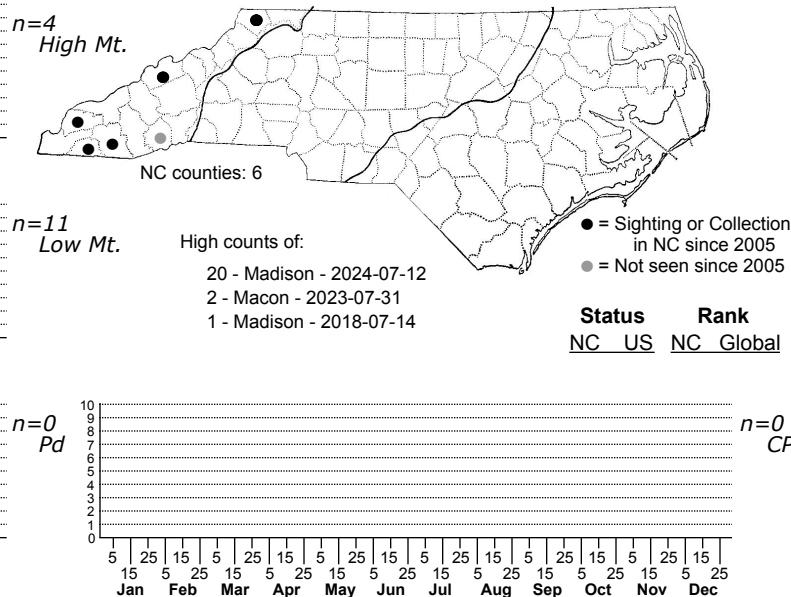 n=4
High Mt.
NC counties: 6
n=11
Low Mt.
High counts of:
20 - Madison - 2024-07-12
2 - Macon - 2023-07-31
1 - Madison - 2018-07-14
= Sighting or Collection
in NC since 2005
= Not seen since 2005
Status Rank
NC US NC Global
n=0
Pd
10
9
8
7
6
5
4
3
2
1
0
n=0
CP
5 25 15 5 25 15 5 25 15 5 25 15 5 25 15 5 25 15
15 5 25 15 5 25 15 5 25 15 5 25 15 5 25 15 5 25
Jan Feb Mar Apr May Jun Jul Aug Sep Oct Nov Dec